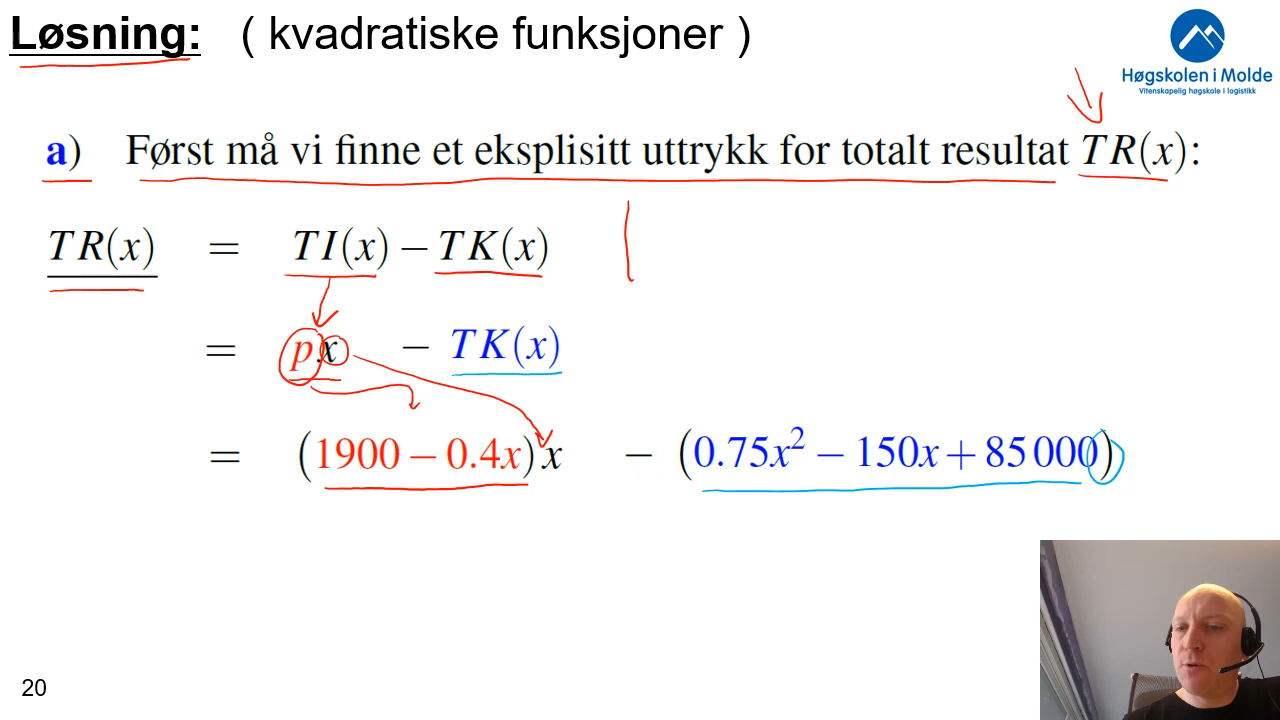 Løsning: ( kvadratiske funksjoner )
Høgskolen i Molde
Vitenskapelig høgskole i logistikk
a) Først må vi finne et eksplisitt uttrykk for totalt resultat TR(x):
TR(x) = TI(x) − TK(x)
= px − TK(x)
= (1900 − 0.4x)x − (0.75x² − 150x + 85 000)
20